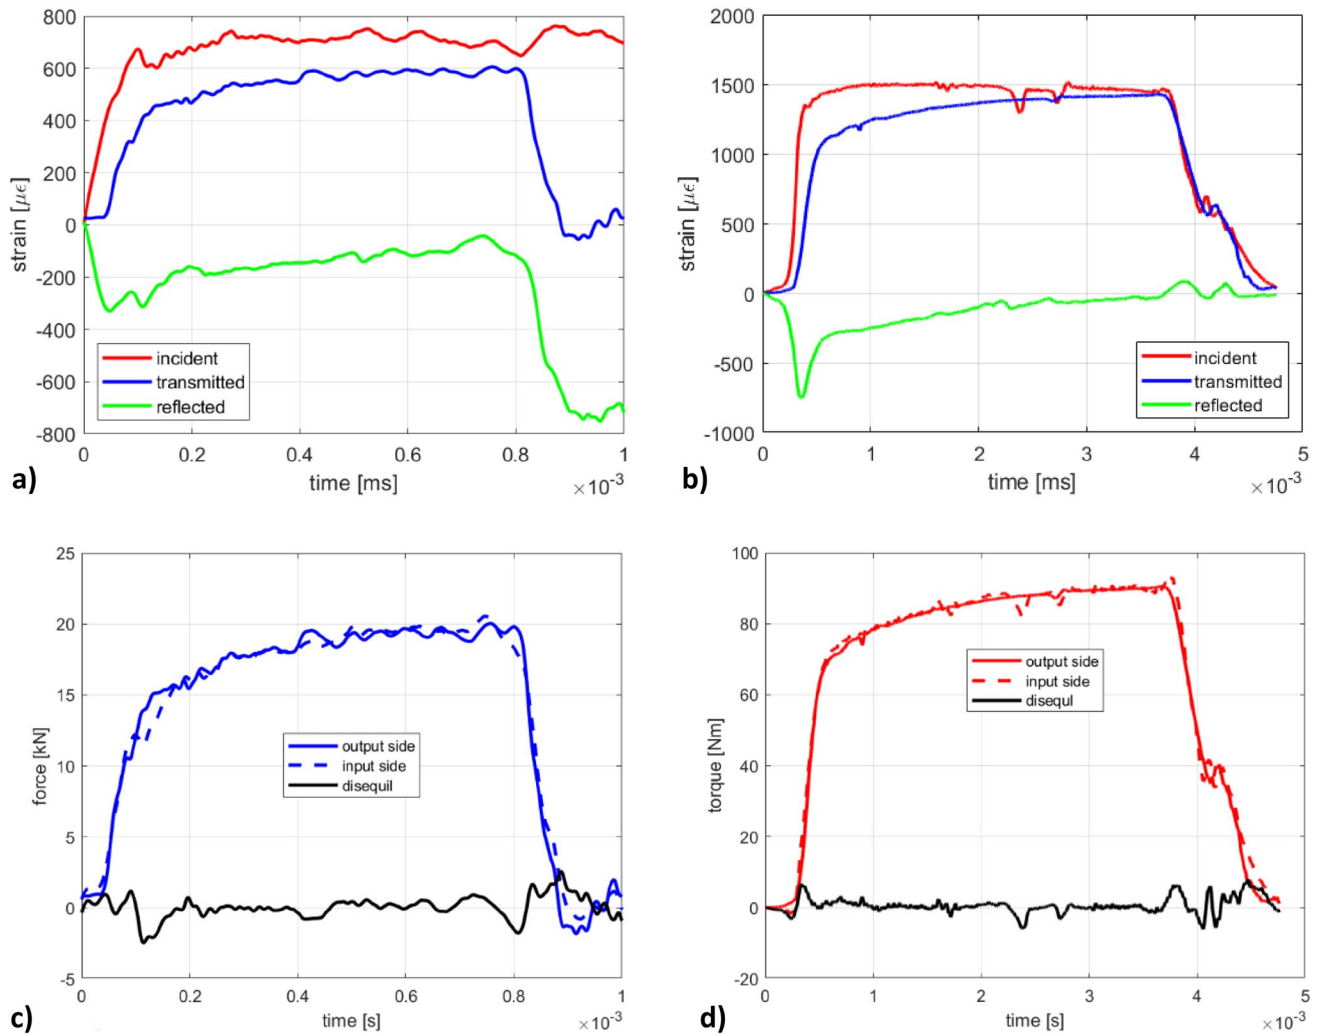 800
600
400
200
0
-200
-400
-600
-800
strain [με]
incident
transmitted
reflected
0 0.2 0.4 0.6 0.8 1
time [ms]
×10⁻³
a)
2000
1500
1000
500
0
-500
-1000
strain [με]
incident
transmitted
reflected
0 1 2 3 4 5
time [ms]
×10⁻³
b)
25
20
15
10
5
0
-5
force [kN]
output side
input side
disequil
0 0.2 0.4 0.6 0.8 1
time [s]
×10⁻³
c)
100
80
60
40
20
0
-20
torque [Nm]
output side
input side
disequl
0 1 2 3 4 5
time [s]
×10⁻³
d)